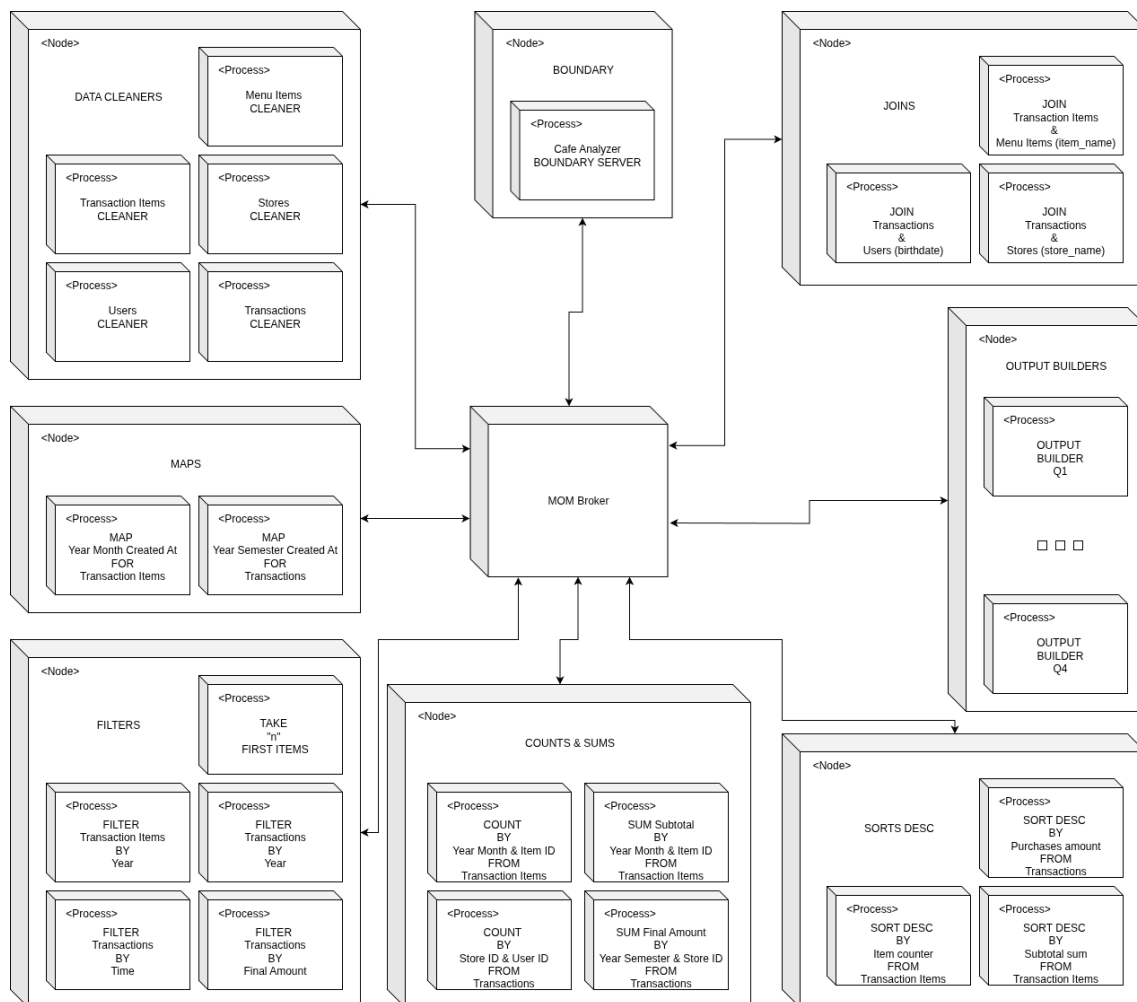 <Node>
DATA CLEANERS
<Process>
Menu Items
CLEANER
<Process>
Transaction Items
CLEANER
<Process>
Stores
CLEANER
<Process>
Users
CLEANER
<Process>
Transactions
CLEANER
<Node>
BOUNDARY
<Process>
Cafe Analyzer
BOUNDARY SERVER
<Node>
JOINS
<Process>
JOIN
Transaction Items
&
Menu Items (item_name)
<Process>
JOIN
Transactions
&
Users (birthdate)
<Process>
JOIN
Transactions
&
Stores (store_name)
<Node>
MAPS
<Process>
MAP
Year Month Created At
FOR
Transaction Items
<Process>
MAP
Year Semester Created At
FOR
Transactions
MOM Broker
<Node>
OUTPUT BUILDERS
<Process>
OUTPUT
BUILDER
Q1
<Process>
OUTPUT
BUILDER
Q4
<Node>
FILTERS
<Process>
TAKE
"n"
FIRST ITEMS
<Process>
FILTER
Transaction Items
BY
Year
<Process>
FILTER
Transactions
BY
Year
<Process>
FILTER
Transactions
BY
Time
<Process>
FILTER
Transactions
BY
Final Amount
<Node>
COUNTS & SUMS
<Process>
COUNT
BY
Year Month & Item ID
FROM
Transaction Items
<Process>
SUM Subtotal
BY
Year Month & Item ID
FROM
Transaction Items
<Process>
COUNT
BY
Store ID & User ID
FROM
Transactions
<Process>
SUM Final Amount
BY
Year Semester & Store ID
FROM
Transactions
<Node>
SORTS DESC
<Process>
SORT DESC
BY
Purchases amount
FROM
Transactions
<Process>
SORT DESC
BY
Item counter
FROM
Transaction Items
<Process>
SORT DESC
BY
Subtotal sum
FROM
Transaction Items